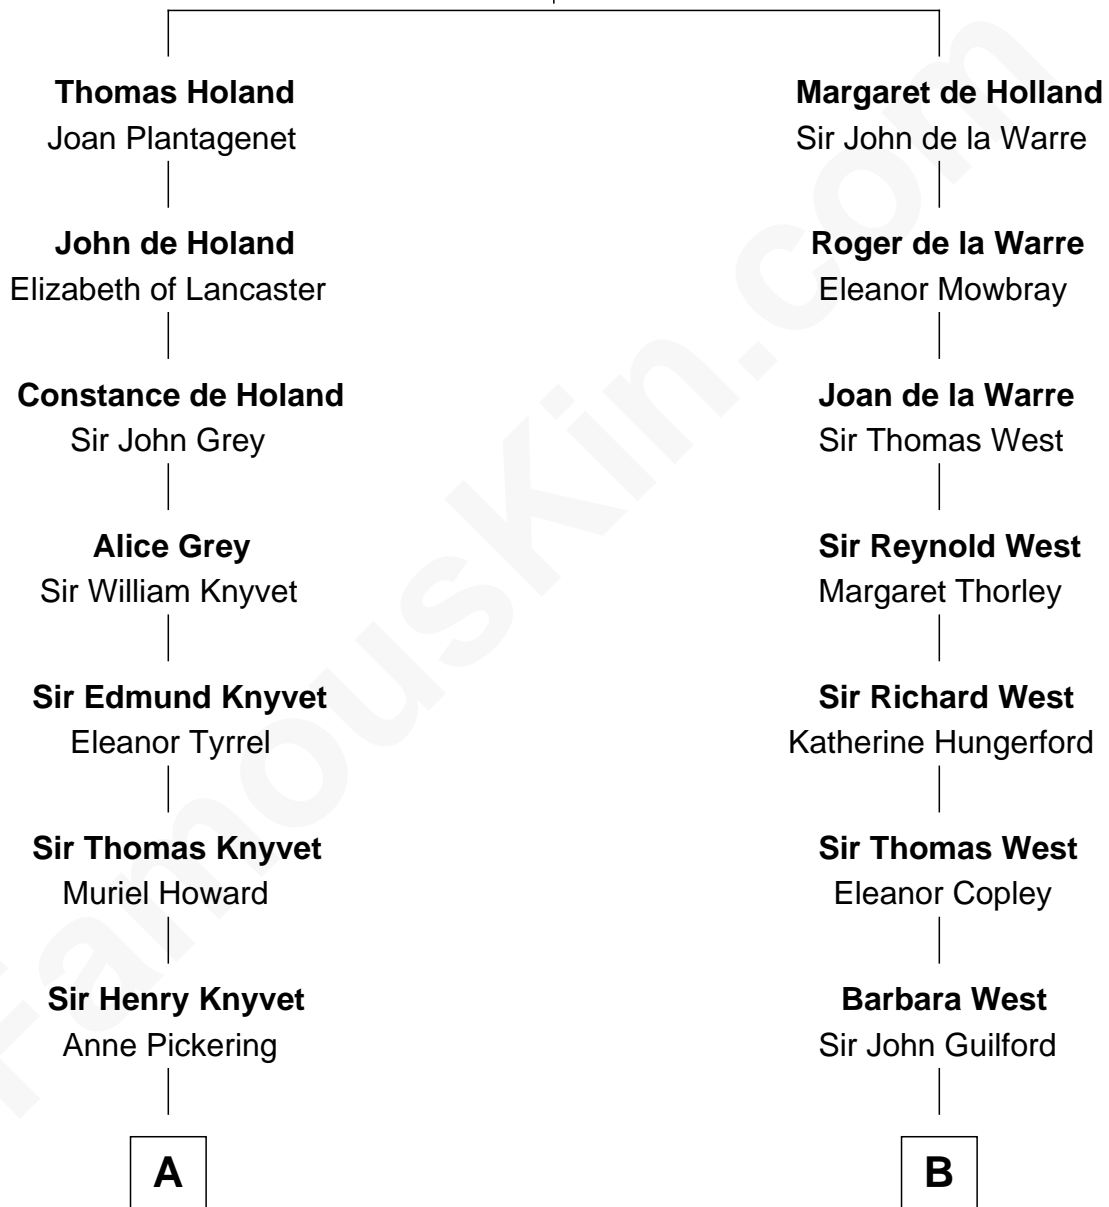 Thomas Holand
Joan Plantagenet
John de Holand
Elizabeth of Lancaster
Constance de Holand
Sir John Grey
Alice Grey
Sir William Knyvet
Sir Edmund Knyvet
Eleanor Tyrrel
Sir Thomas Knyvet
Muriel Howard
Sir Henry Knyvet
Anne Pickering
A
Margaret de Holland
Sir John de la Warre
Roger de la Warre
Eleanor Mowbray
Joan de la Warre
Sir Thomas West
Sir Reynold West
Margaret Thorley
Sir Richard West
Katherine Hungerford
Sir Thomas West
Eleanor Copley
Barbara West
Sir John Guilford
B
FamousKin.com